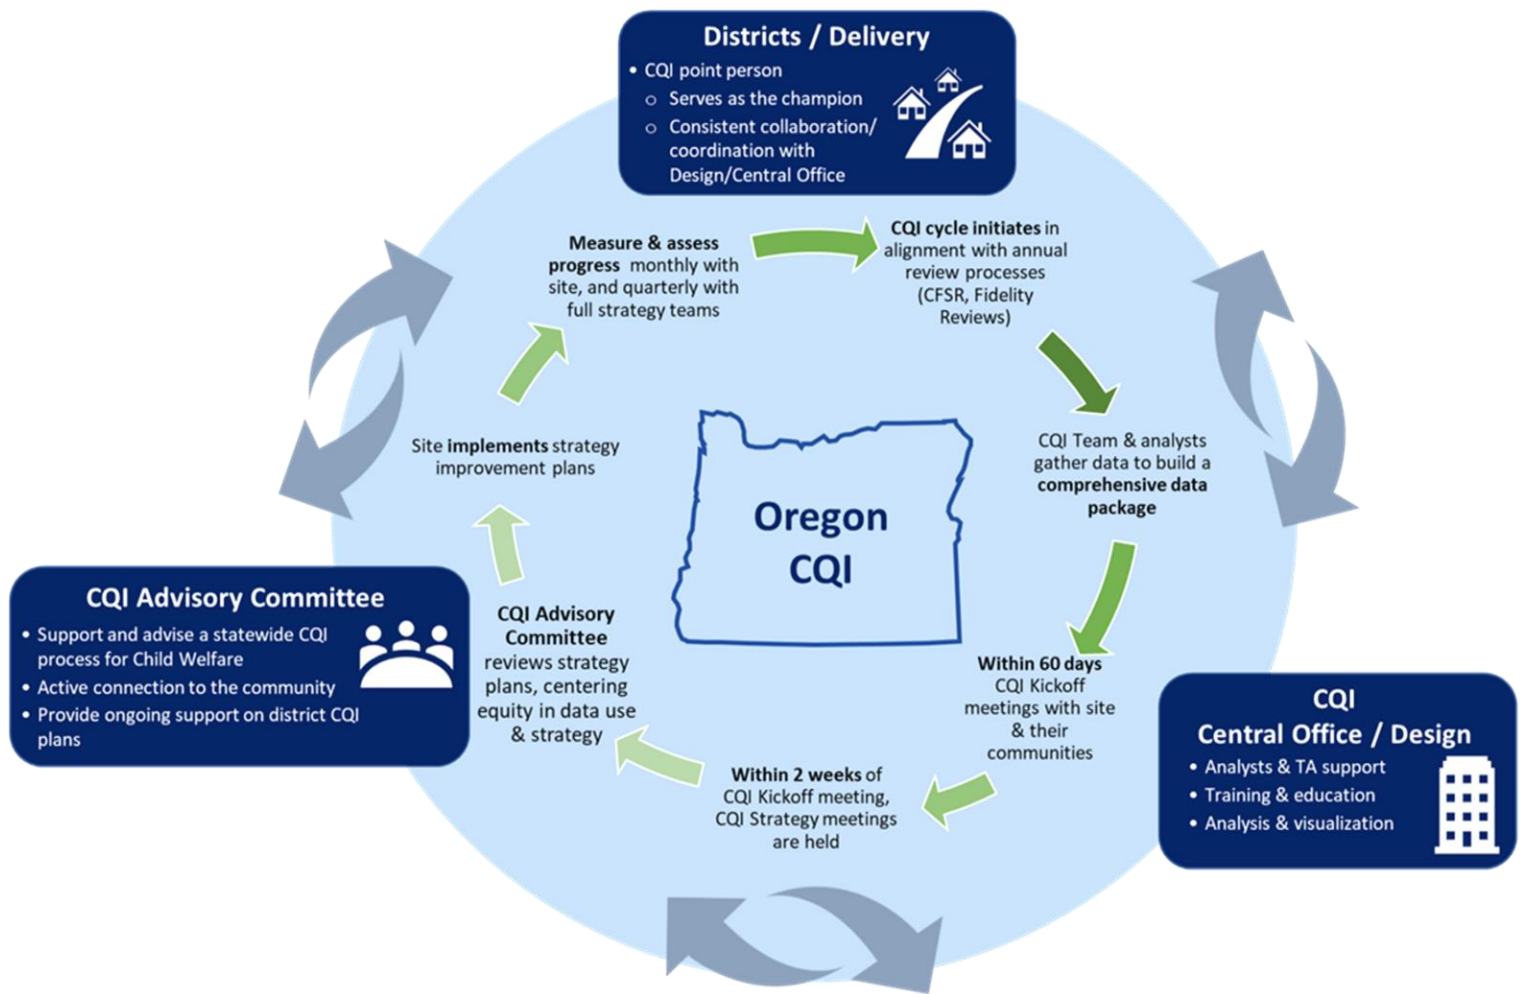 Districts / Delivery
• CQI point person
o Serves as the champion
o Consistent collaboration/
coordination with
Design/Central Office
CQI cycle initiates in
alignment with annual
review processes
(CFSR, Fidelity
Reviews)
CQI Team & analysts
gather data to build a
comprehensive data
package
Within 60 days
CQI Kickoff
meetings with site
& their
communities
Within 2 weeks of
CQI Kickoff meeting,
CQI Strategy meetings
are held
CQI Advisory
Committee
reviews strategy
plans, centering
equity in data use
& strategy
Site implements strategy
improvement plans
Measure & assess
progress monthly with
site, and quarterly with
full strategy teams
Oregon
CQI
CQI Advisory Committee
• Support and advise a statewide CQI
process for Child Welfare
• Active connection to the community
• Provide ongoing support on district CQI
plans
CQI
Central Office / Design
• Analysts & TA support
• Training & education
• Analysis & visualization